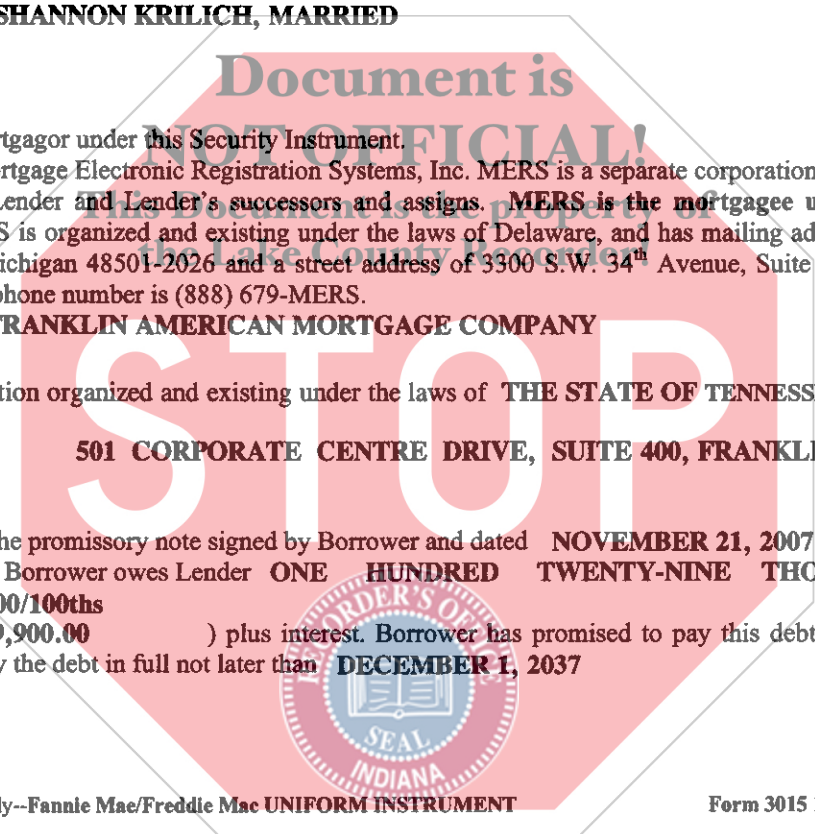 SHANNON KRILICH, MARRIED
Document is
rtgagor under this Security Instrument.
NOT OFFICIAL!
rtgage Electronic Registration Systems, Inc. MERS is a separate corporation
Lender and Lender's successors and assigns. MERS is the mortgagee u
This Document is the property of
S is organized and existing under the laws of Delaware, and has mailing ad
the Lake County Recorder!
ichigan 48501-2026 and a street address of 3300 S.W. 34th Avenue, Suite
phone number is (888) 679-MERS.
FRANKLIN AMERICAN MORTGAGE COMPANY
STOP
tion organized and existing under the laws of THE STATE OF TENNESS
501 CORPORATE CENTRE DRIVE, SUITE 400, FRANKLI
he promissory note signed by Borrower and dated NOVEMBER 21, 2007
Borrower owes Lender ONE HUNDRED TWENTY-NINE THO
00/100ths
9,900.00 ) plus interest. Borrower has promised to pay this debt
y the debt in full not later than DECEMBER 1, 2037
RECORDER'S OFFICE
SEAL
INDIANA
ly--Fannie Mae/Freddie Mac UNIFORM INSTRUMENT Form 3015